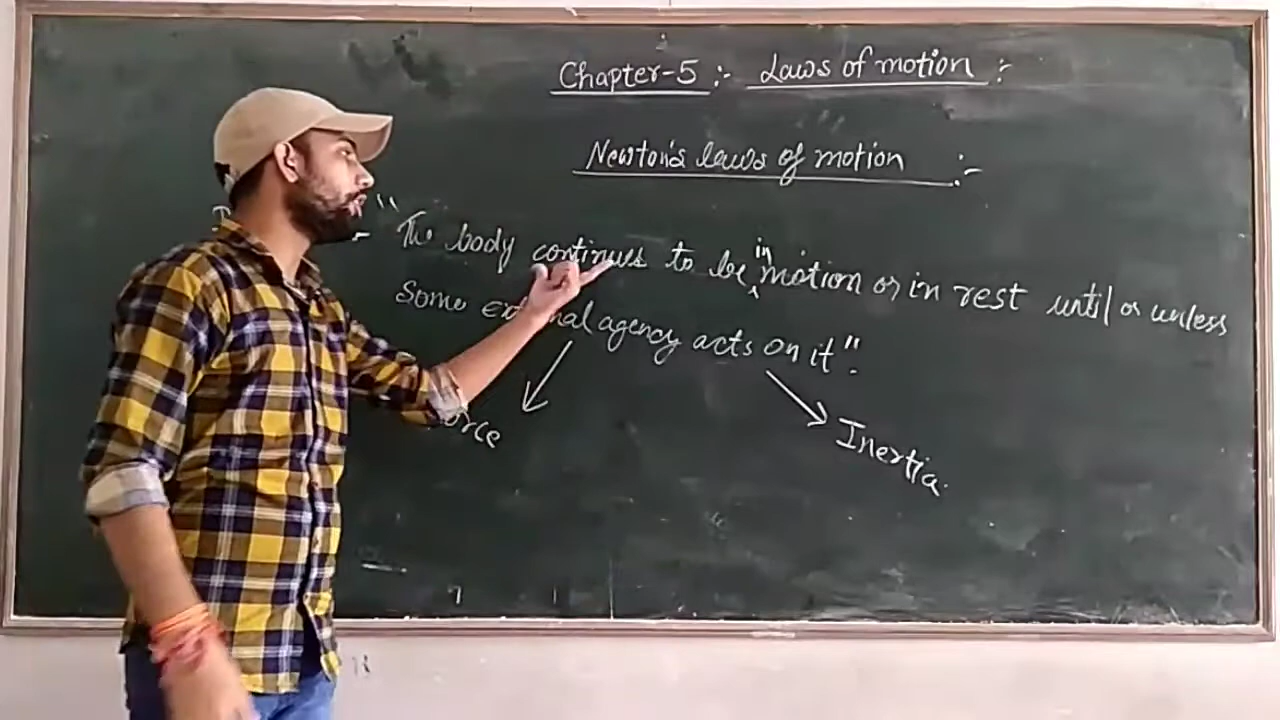 Chapter-5 :- Laws of motion :-
Newton's laws of motion :-
"The body continues to be in motion or in rest until or unless
some external agency acts on it".
Force
Inertia.